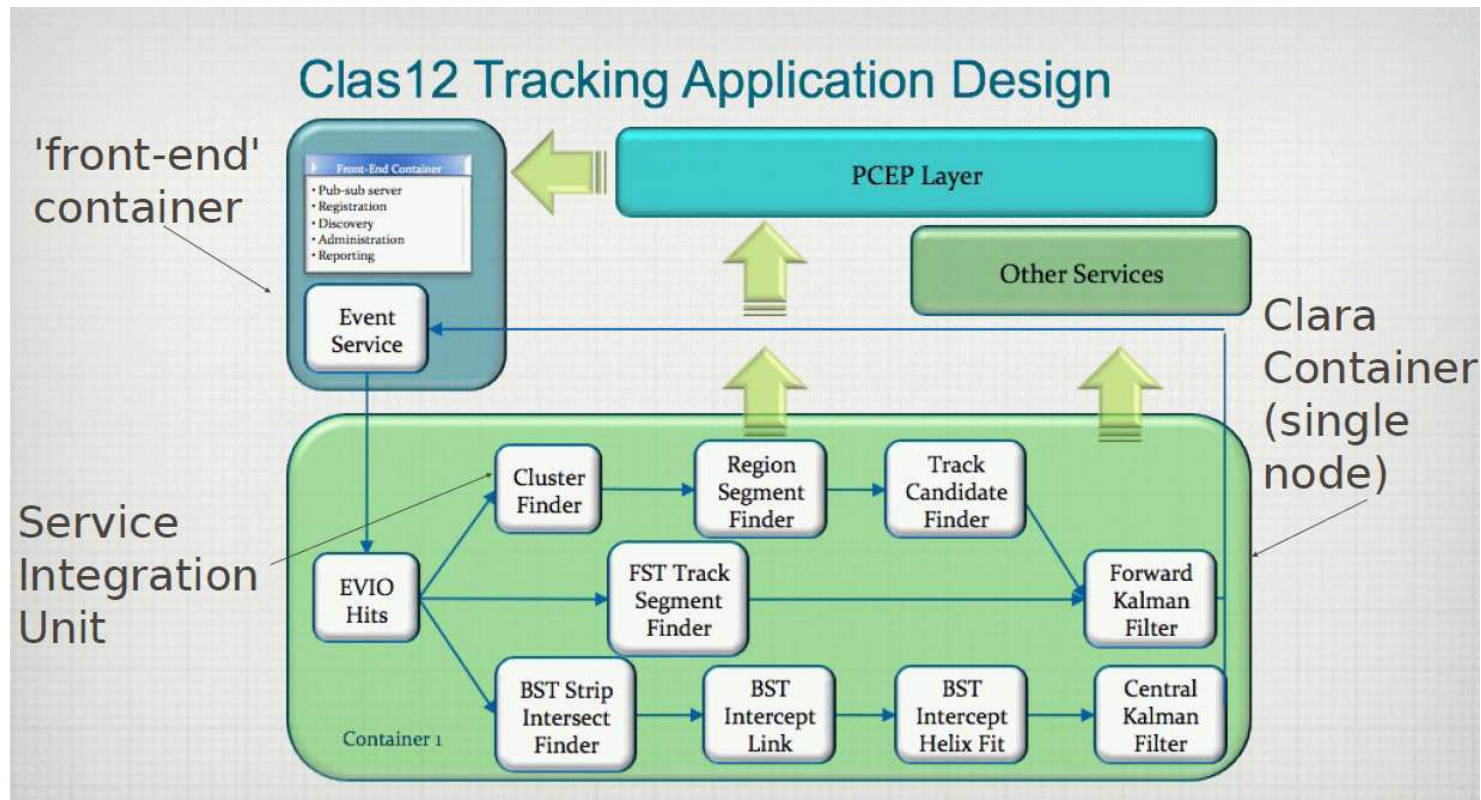 Clas12 Tracking Application Design
'front-end'
container
Front-End Container
• Pub-sub server
• Registration
• Discovery
• Administration
• Reporting
Event
Service
PCEP Layer
Other Services
Clara
Container
(single
node)
Service
Integration
Unit
EVIO
Hits
Cluster
Finder
Region
Segment
Finder
Track
Candidate
Finder
FST Track
Segment
Finder
Forward
Kalman
Filter
BST Strip
Intersect
Finder
BST
Intercept
Link
BST
Intercept
Helix Fit
Central
Kalman
Filter
Container 1